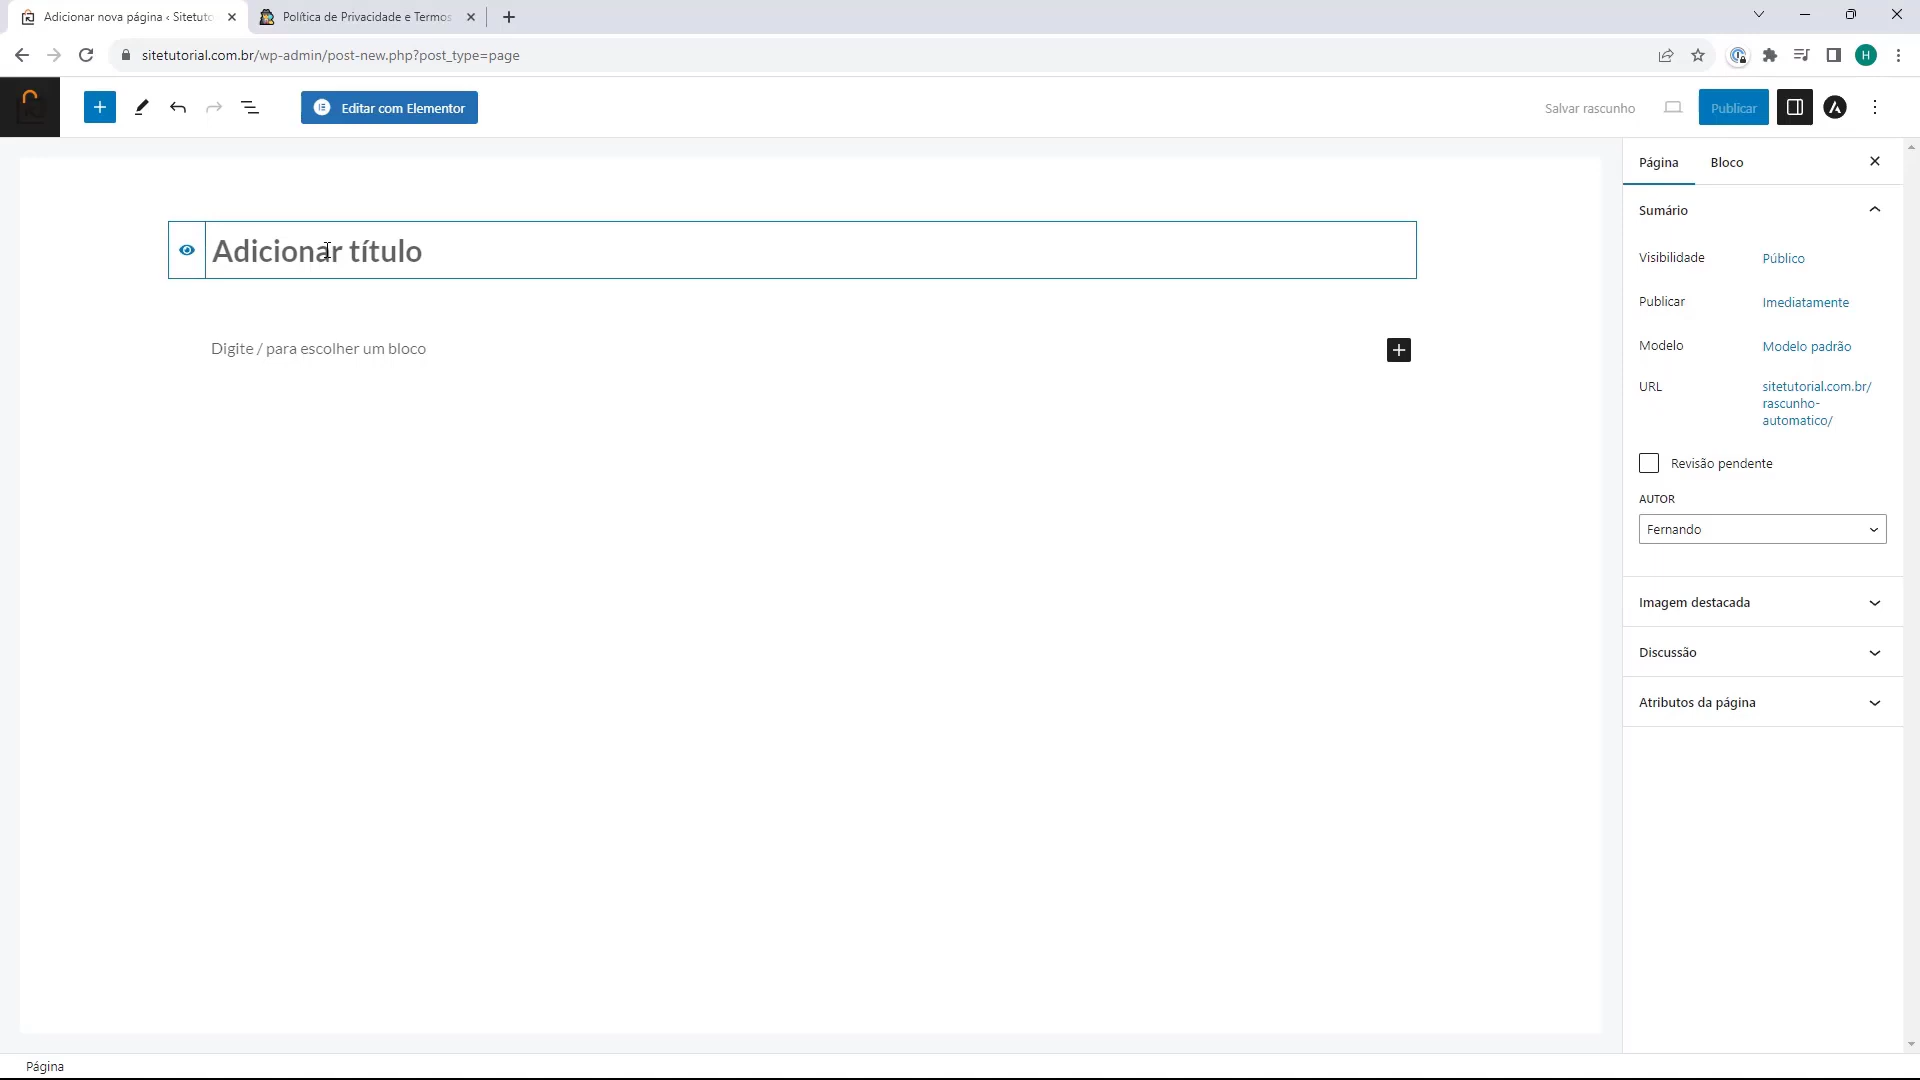 Adicionar nova página ‹ Sitetuto
Política de Privacidade e Termos
sitetutorial.com.br/wp-admin/post-new.php?post_type=page
H
Editar com Elementor
Salvar rascunho
Publicar
Página
Bloco
Adicionar título
Digite / para escolher um bloco
Sumário
Visibilidade
Público
Publicar
Imediatamente
Modelo
Modelo padrão
URL
sitetutorial.com.br/
rascunho-
automatico/
Revisão pendente
AUTOR
Fernando
Imagem destacada
Discussão
Atributos da página
Página